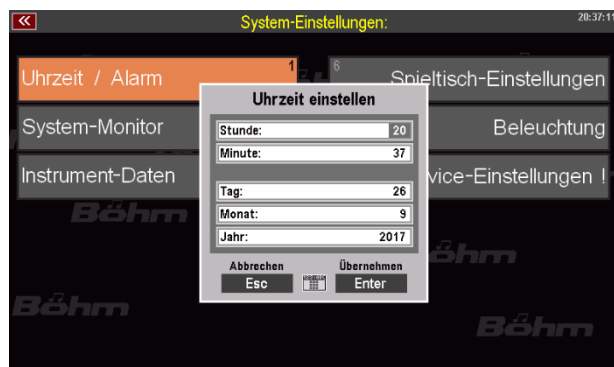 System-Einstellungen:
20:37:11
Uhrzeit / Alarm
1
6
Spieltisch-Einstellungen
System-Monitor
Beleuchtung
Instrument-Daten
vice-Einstellungen !
Uhrzeit einstellen
Stunde: 20
Minute: 37
Tag: 26
Monat: 9
Jahr: 2017
Abbrechen
Übernehmen
Esc
Enter
Böhm
öhm
Böhm
Böhm